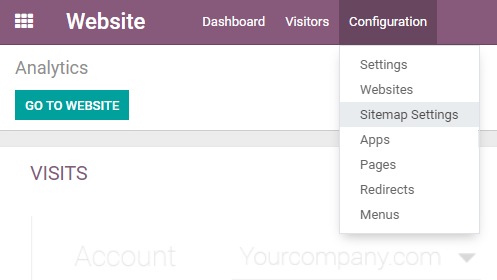 Website
Dashboard
Visitors
Configuration
Analytics
GO TO WEBSITE
Settings
Websites
Sitemap Settings
Apps
Pages
Redirects
Menus
VISITS
Account
Yourcompany.com